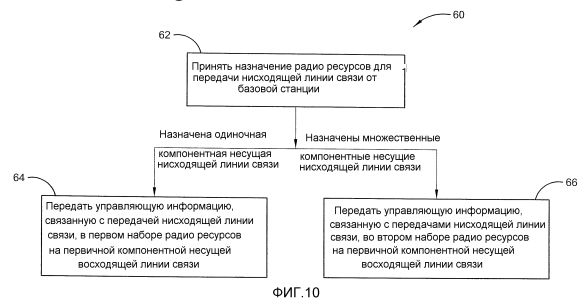 60
62
Принять назначение радио ресурсов для
передачи нисходящей линии связи от
базовой станции
Назначена одиночная
компонентная несущая
нисходящей линии связи
Назначены множественные
компонентные несущие
нисходящей линии связи
64
Передать управляющую информацию,
связанную с передачей нисходящей линии
связи, в первом наборе радио ресурсов
на первичной компонентной несущей
восходящей линии связи
66
Передать управляющую информацию,
связанную с передачами нисходящей линии
связи, во втором наборе радио ресурсов
на первичной компонентной несущей
восходящей линии связи
ФИГ.10